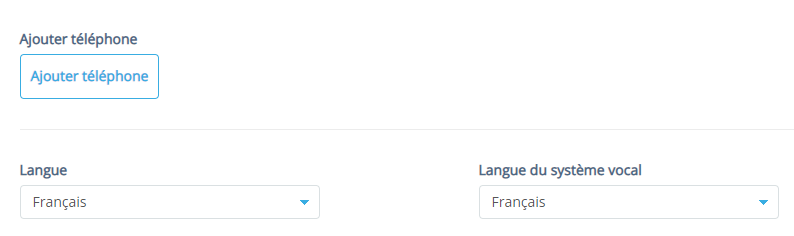 Ajouter téléphone
Ajouter téléphone
Langue
Langue du système vocal
Français
Français